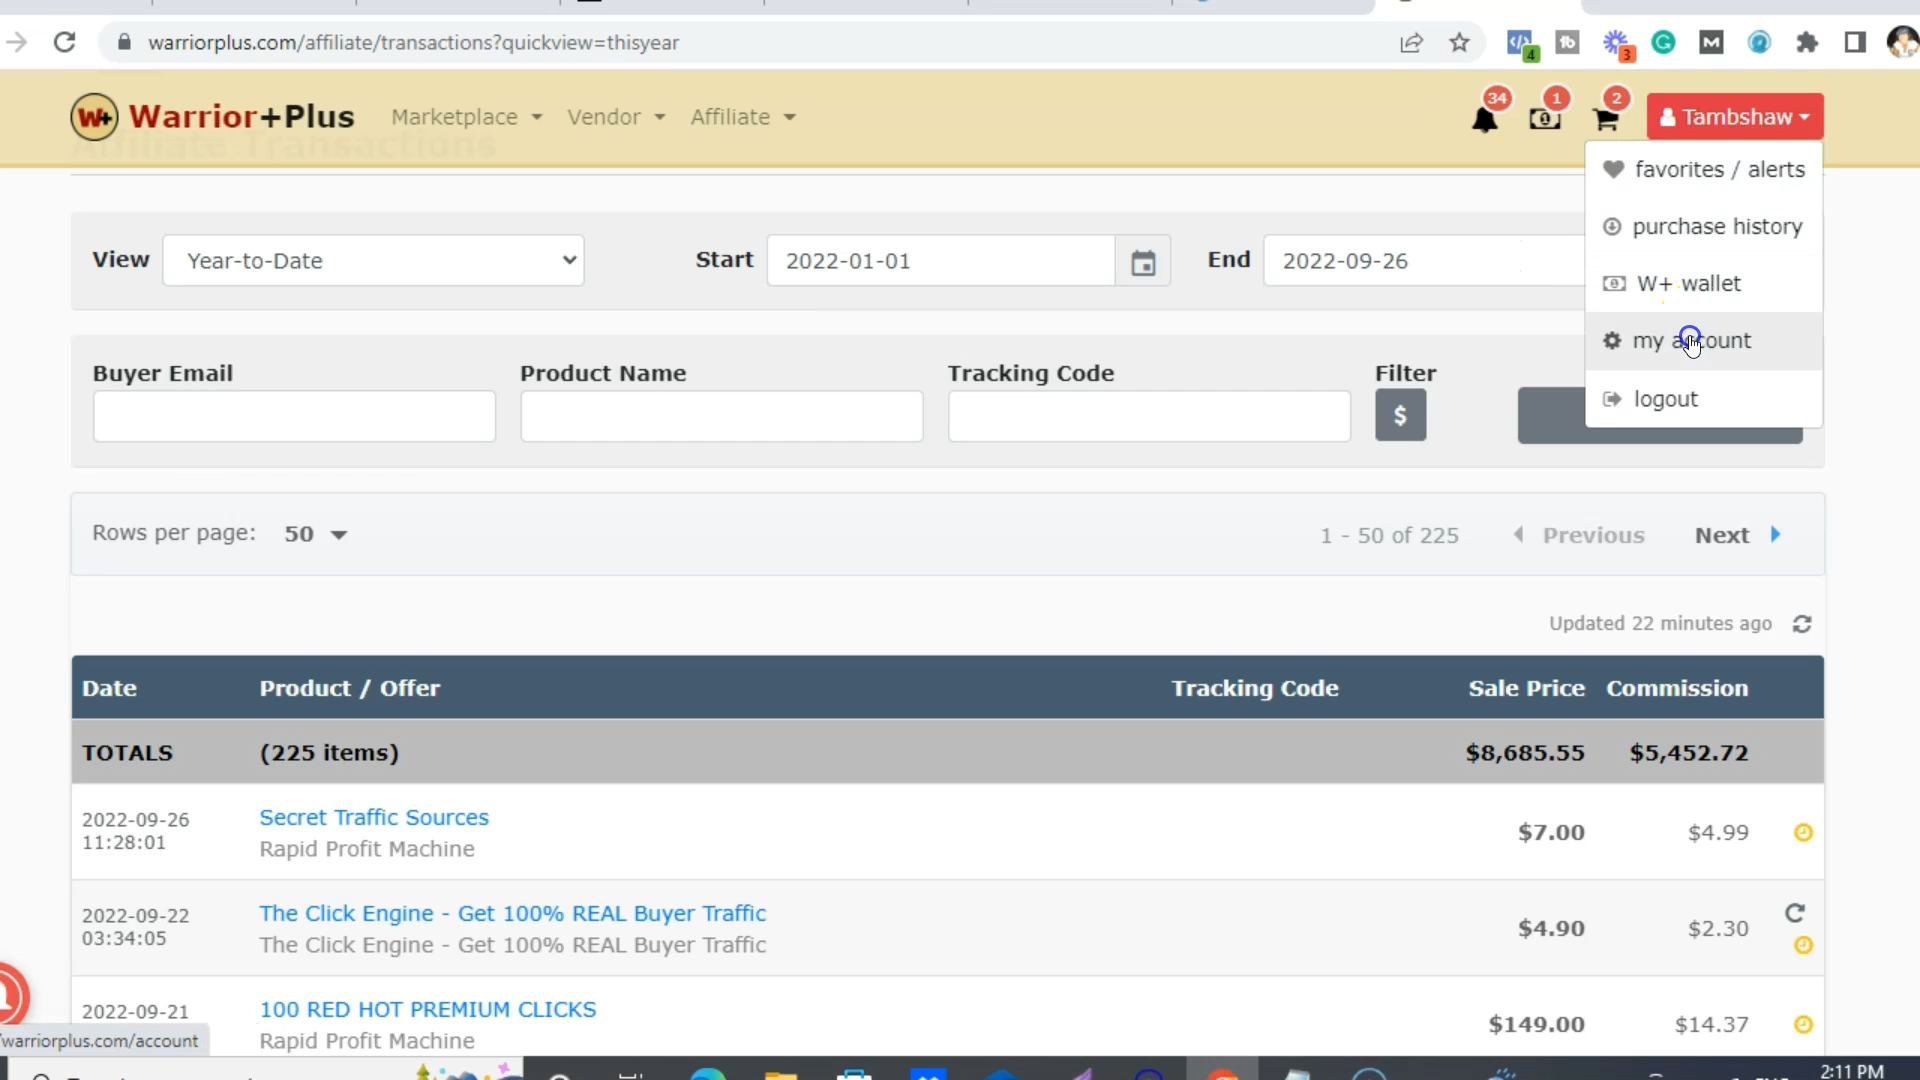 warriorplus.com/affiliate/transactions?quickview=thisyear
4
3
W+ Warrior+Plus Marketplace Vendor Affiliate 34 1 2 Tambshaw
Affiliate Transactions
favorites / alerts
purchase history
W+ wallet
my account
logout
View Year-to-Date Start 2022-01-01 End 2022-09-26
Buyer Email Product Name Tracking Code Filter
$
Rows per page: 50 1 - 50 of 225 Previous Next
Updated 22 minutes ago
Date Product / Offer Tracking Code Sale Price Commission
TOTALS (225 items) $8,685.55 $5,452.72
2022-09-26
11:28:01
Secret Traffic Sources
Rapid Profit Machine
$7.00 $4.99
2022-09-22
03:34:05
The Click Engine - Get 100% REAL Buyer Traffic
The Click Engine - Get 100% REAL Buyer Traffic
$4.90 $2.30
2022-09-21
100 RED HOT PREMIUM CLICKS
Rapid Profit Machine
$149.00 $14.37
warriorplus.com/account
2:11 PM